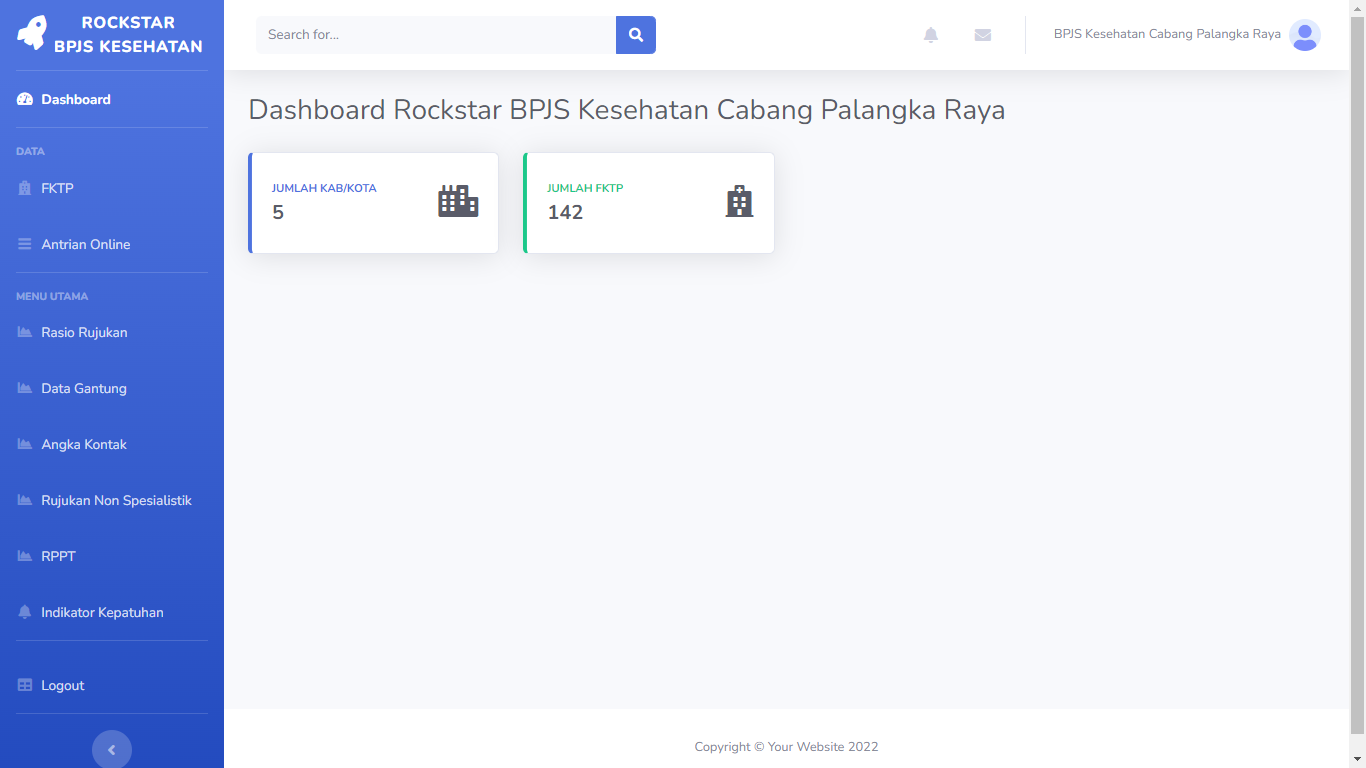 ROCKSTAR
BPJS KESEHATAN
Dashboard
DATA
FKTP
Antrian Online
MENU UTAMA
Rasio Rujukan
Data Gantung
Angka Kontak
Rujukan Non Spesialistik
RPPT
Indikator Kepatuhan
Logout
Search for...
BPJS Kesehatan Cabang Palangka Raya
Dashboard Rockstar BPJS Kesehatan Cabang Palangka Raya
JUMLAH KAB/KOTA
5
JUMLAH FKTP
142
Copyright © Your Website 2022